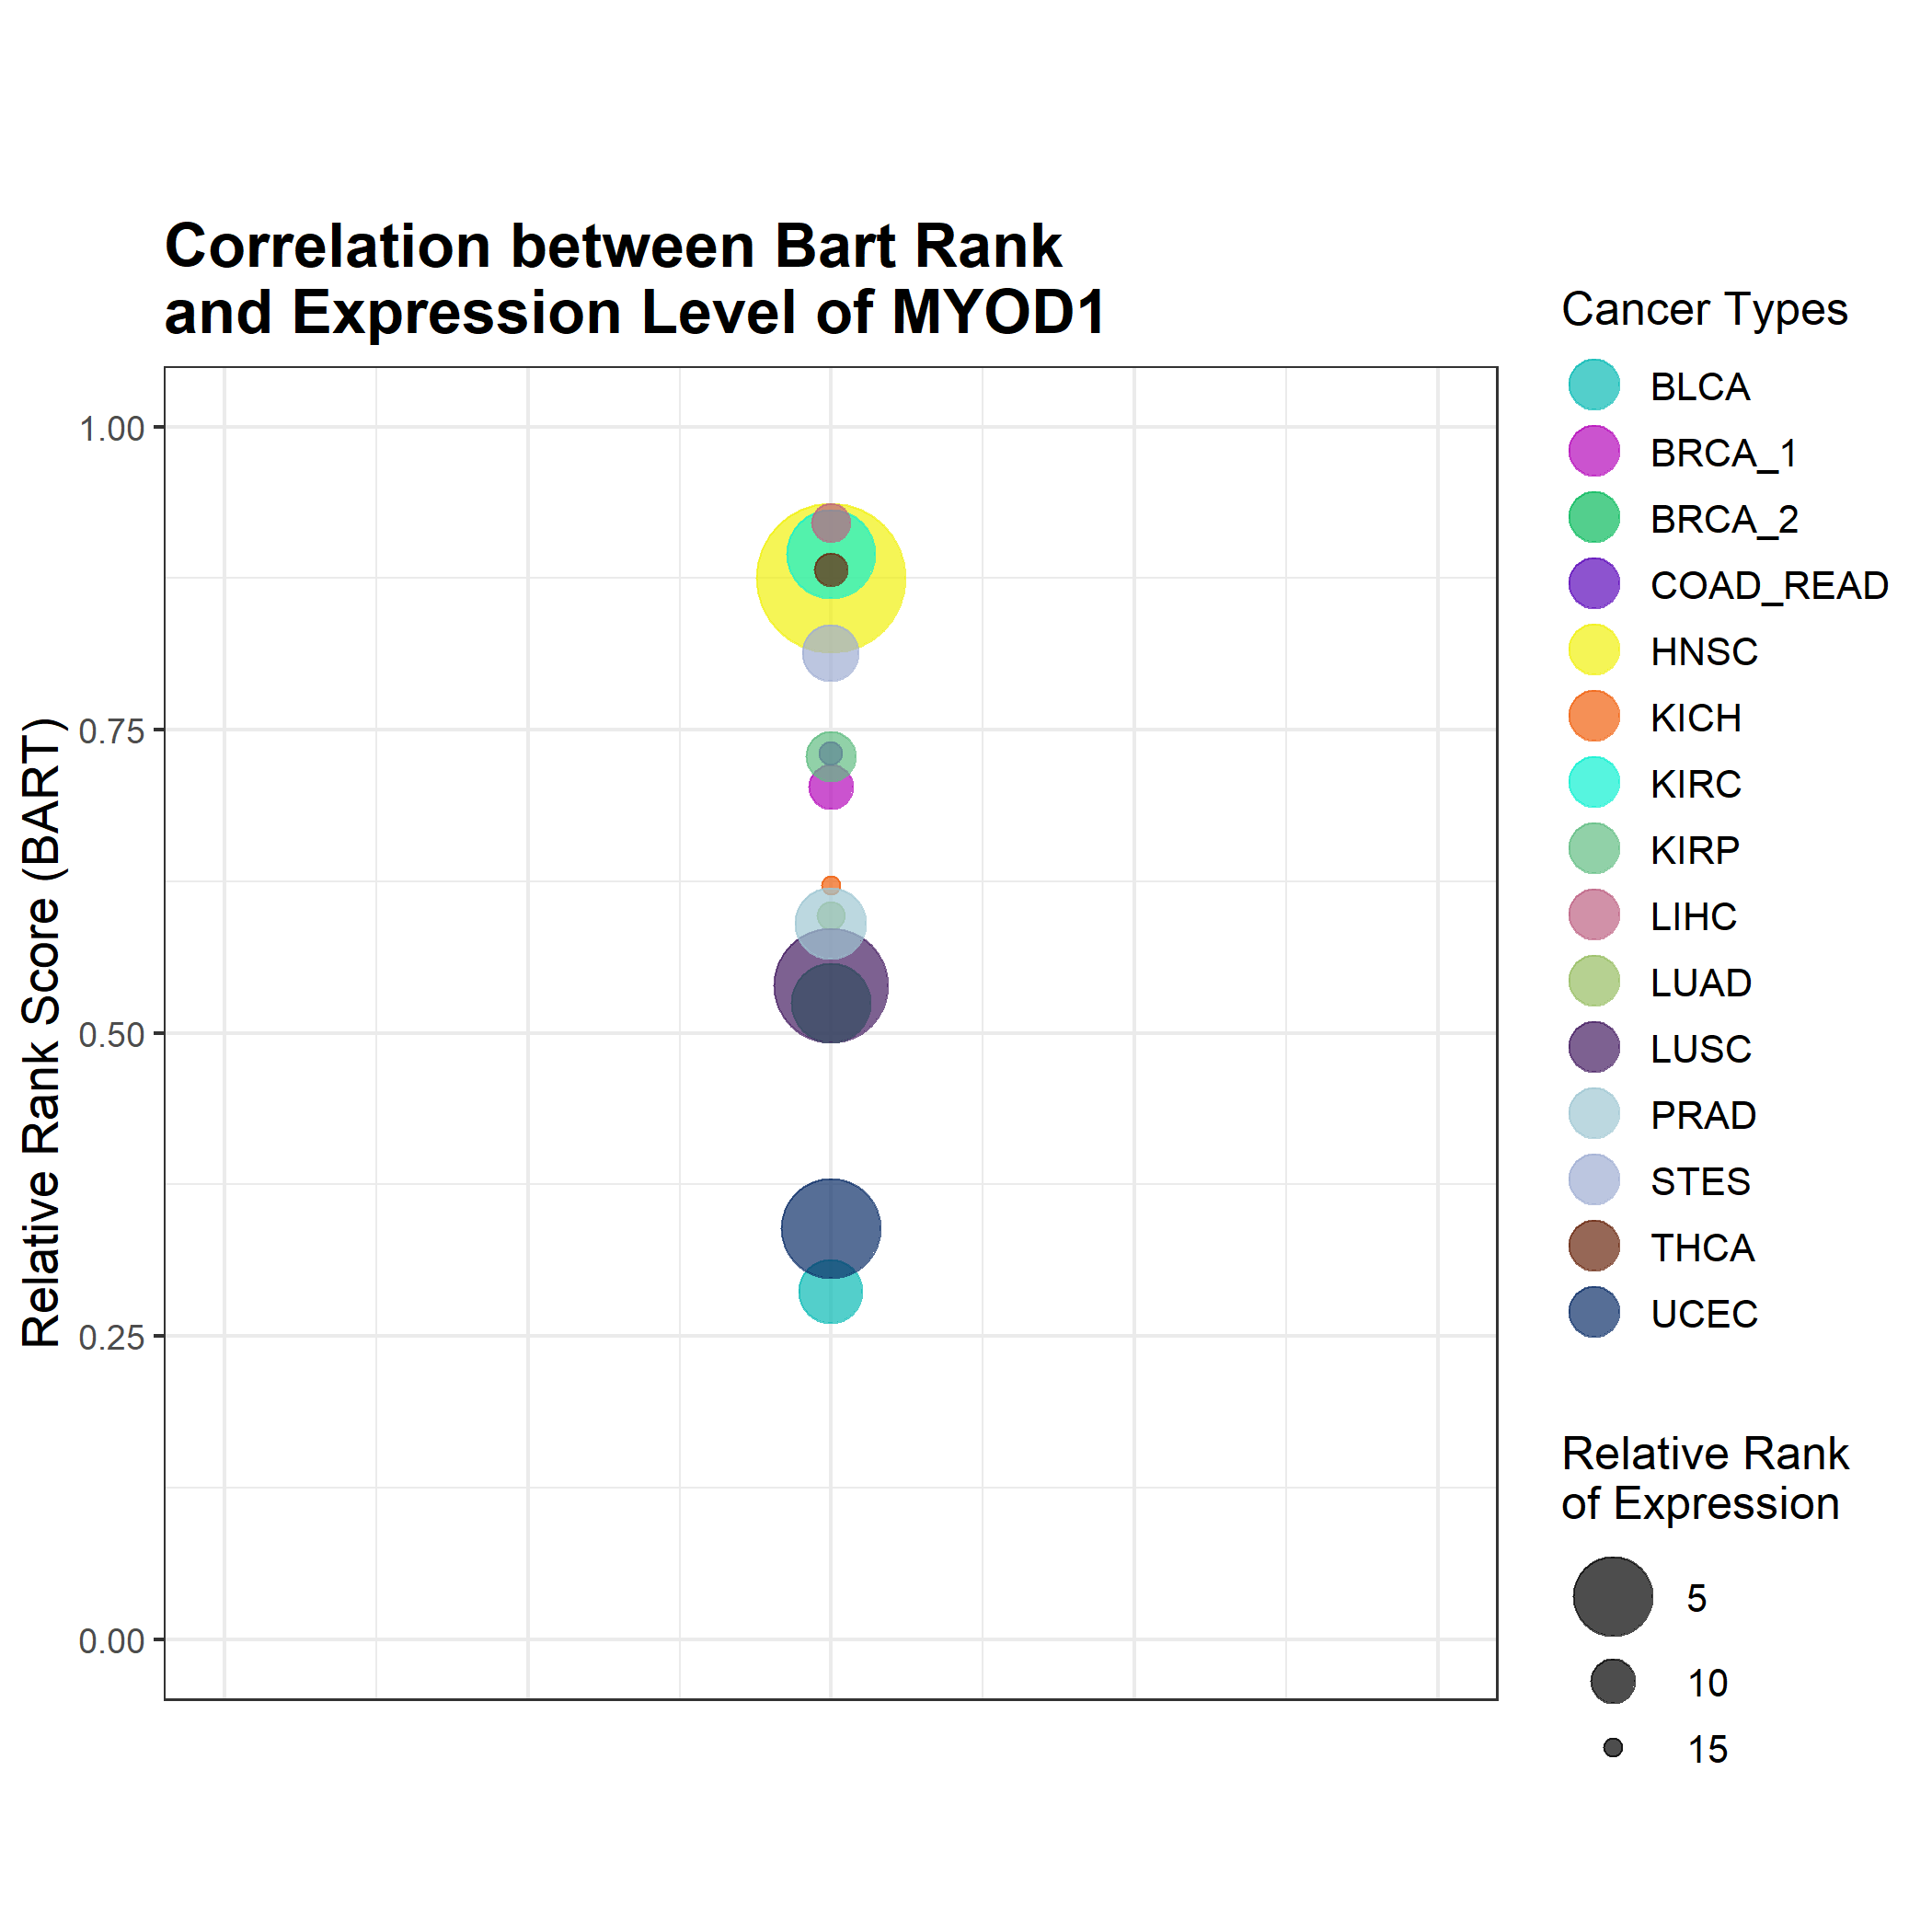 Correlation between Bart Rank
and Expression Level of MYOD1
Relative Rank Score (BART)
1.00
0.75
0.50
0.25
0.00
Cancer Types
BLCA
BRCA_1
BRCA_2
COAD_READ
HNSC
KICH
KIRC
KIRP
LIHC
LUAD
LUSC
PRAD
STES
THCA
UCEC
Relative Rank
of Expression
5
10
15